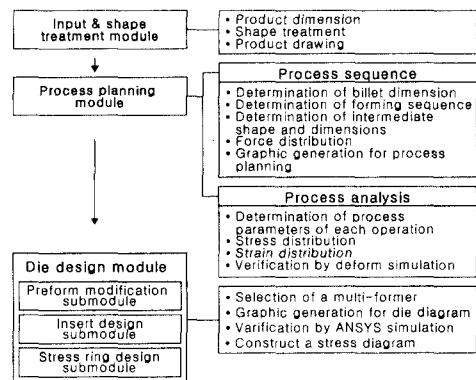 Input & shape
treatment module
• Product dimension
• Shape treatment
• Product drawing
Process planning
module
Process sequence
• Determination of billet dimension
• Determination of forming sequence
• Determination of intermediate
shape and dimensions
• Force distribution
• Graphic generation for process
planning
Process analysis
• Determination of process
parameters of each operation
• Stress distribution
• Strain distribution
• Verification by deform simulation
Die design module
Preform modification
submodule
Insert design
submodule
Stress ring design
submodule
• Selection of a multi-former
• Graphic generation for die diagram
• Verification by ANSYS simulation
• Construct a stress diagram